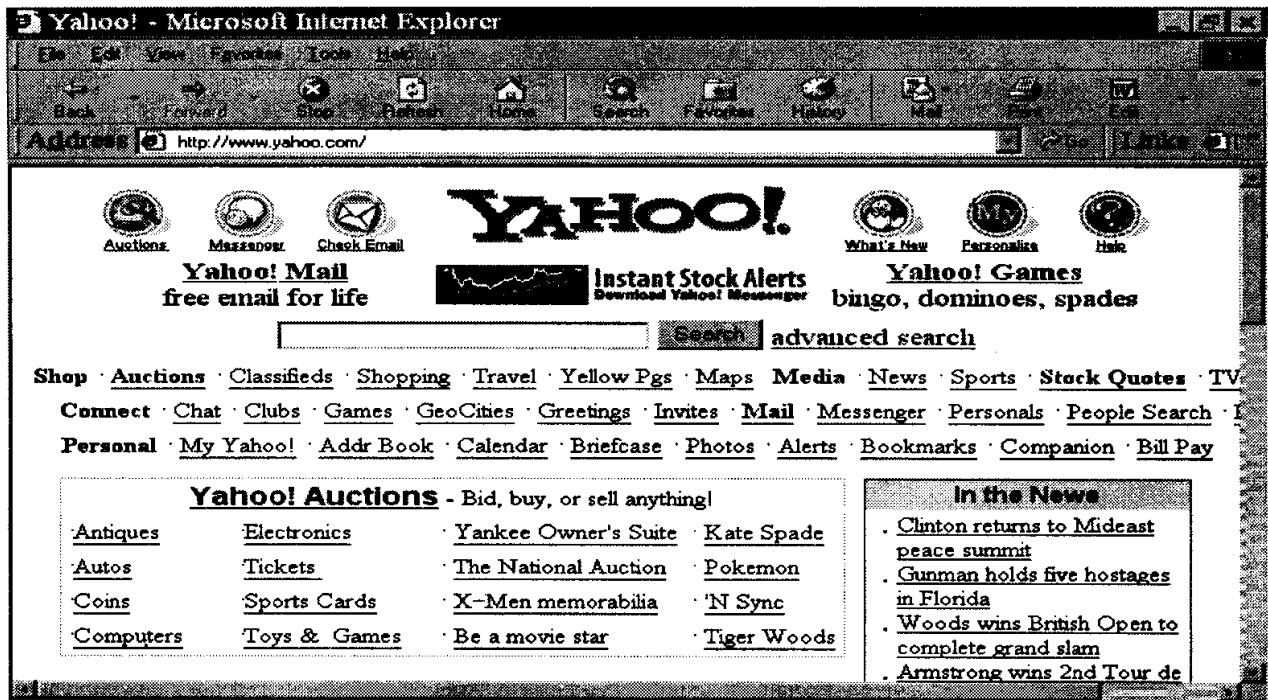 Yahoo! - Microsoft Internet Explorer
File Edit View Favorites Tools Help
Back Forward Stop Refresh Home Search Favorites History Mail Print Edit
Address http://www.yahoo.com/ Go Links
Auctions Messenger Check Email YAHOO! What's New My Personalize ? Help
Yahoo! Mail Instant Stock Alerts Yahoo! Games
free email for life Download Yahoo! Messenger bingo, dominoes, spades
Search advanced search
Shop · Auctions · Classifieds · Shopping · Travel · Yellow Pgs · Maps Media · News · Sports · Stock Quotes · TV
Connect · Chat · Clubs · Games · GeoCities · Greetings · Invites · Mail · Messenger · Personals · People Search ·
Personal · My Yahoo! · Addr Book · Calendar · Briefcase · Photos · Alerts · Bookmarks · Companion · Bill Pay
Yahoo! Auctions - Bid, buy, or sell anything!
· Antiques · Electronics · Yankee Owner's Suite · Kate Spade
· Autos · Tickets · The National Auction · Pokemon
· Coins · Sports Cards · X-Men memorabilia · 'N Sync
· Computers · Toys & Games · Be a movie star · Tiger Woods
In the News
. Clinton returns to Mideast
peace summit
. Gunman holds five hostages
in Florida
. Woods wins British Open to
complete grand slam
. Armstrong wins 2nd Tour de